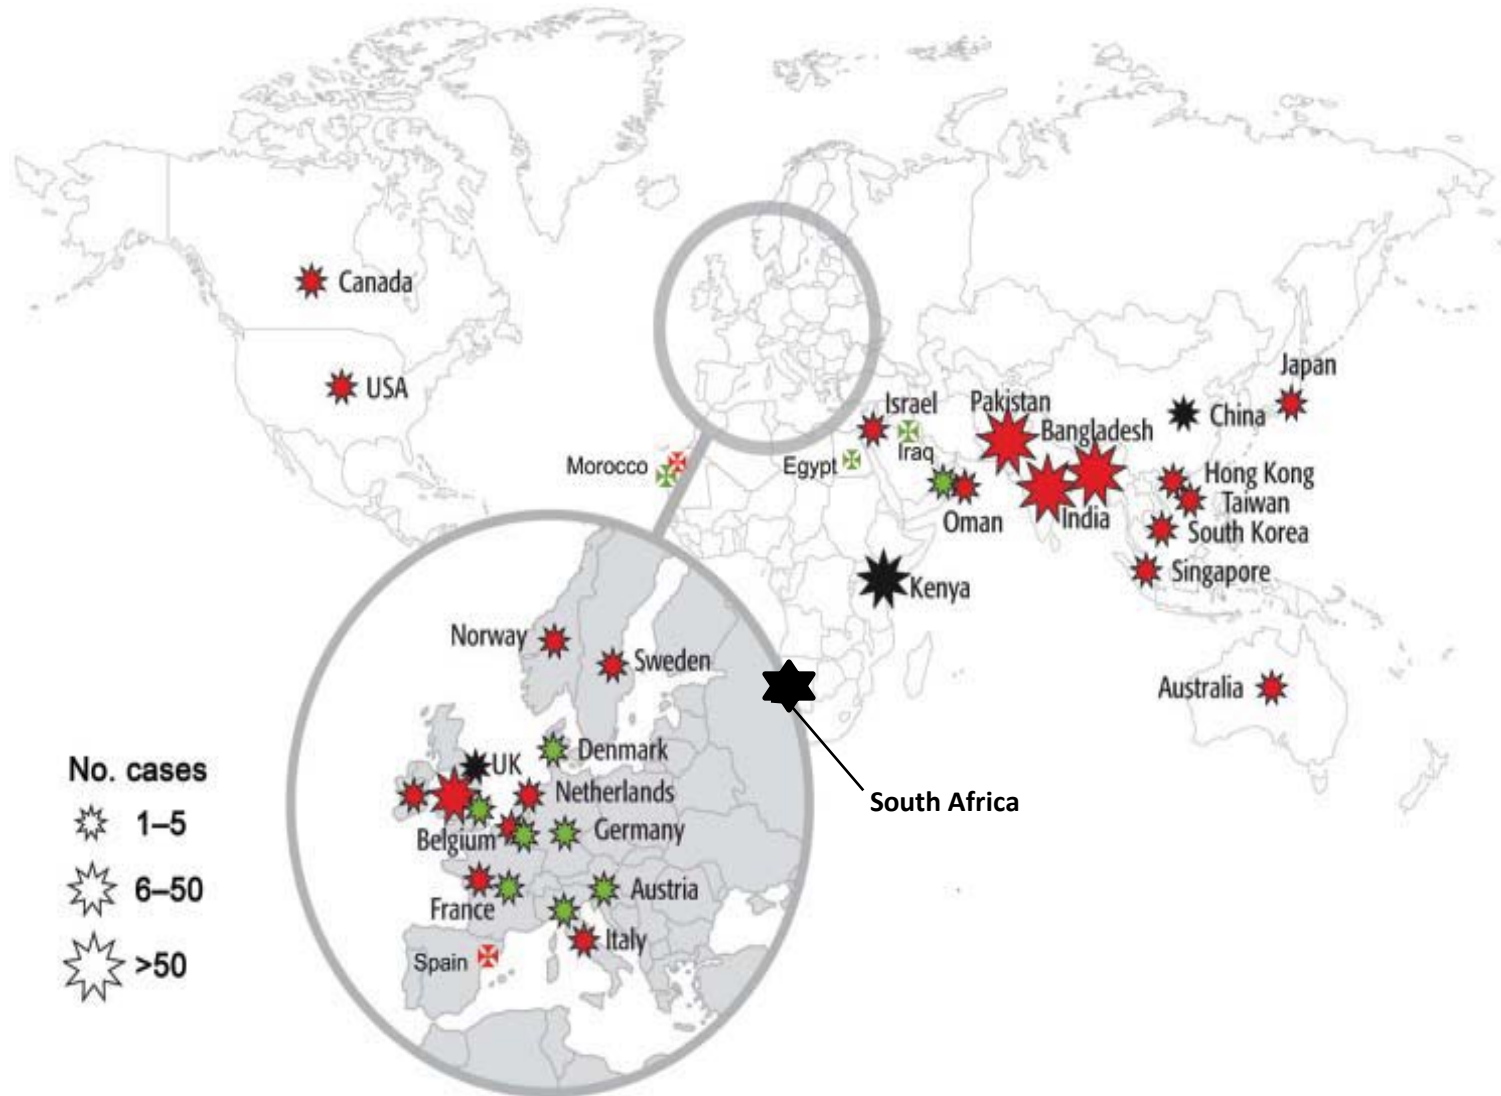 Canada
USA
Japan
Israel
Pakistan
China
Bangladesh
Iraq
Morocco
Egypt
Hong Kong
Taiwan
Oman
India
South Korea
Singapore
Kenya
Norway
Sweden
Australia
UK
Denmark
Netherlands
Belgium
Germany
South Africa
Austria
France
Italy
Spain
No. cases
1–5
6–50
>50